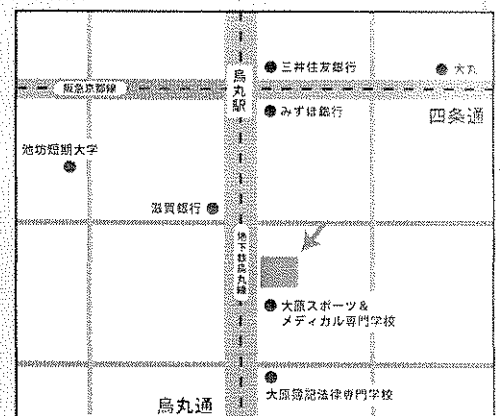 三井住友銀行
大丸
烏丸駅
阪急京都線
みずほ銀行
四条通
池坊短期大学
滋賀銀行
地下鉄烏丸線
大原スポーツ＆
メディカル専門学校
大原簿記法律専門学校
烏丸通